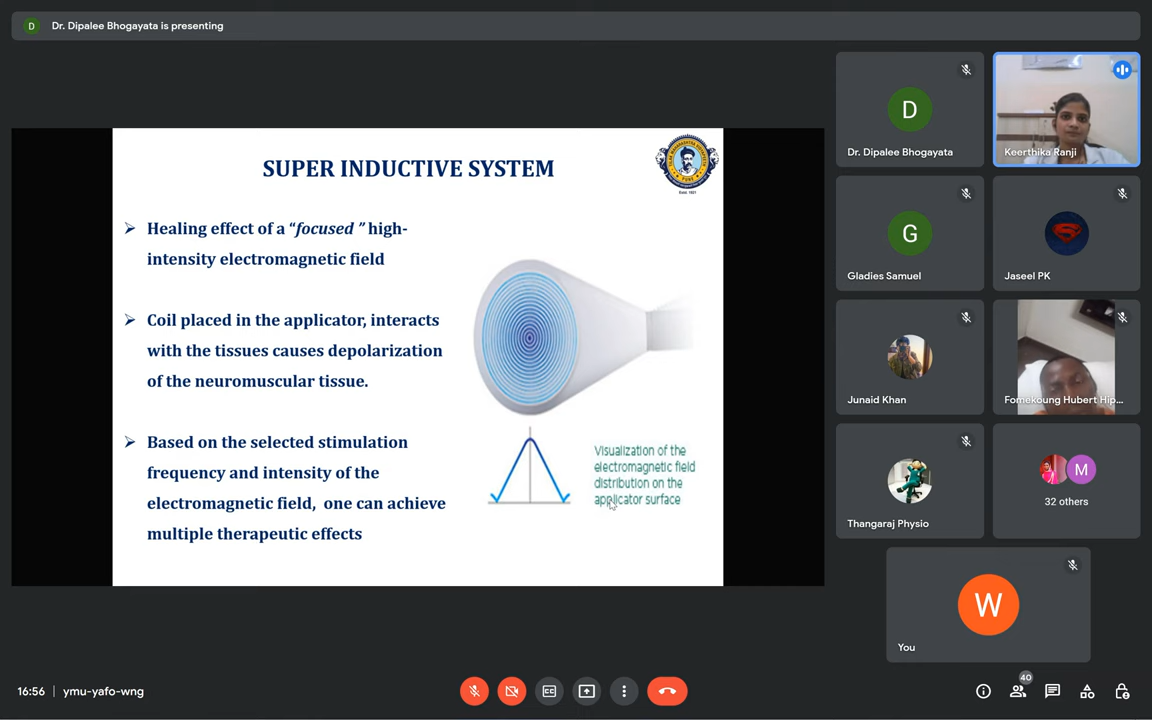 D
Dr. Dipalee Bhogayata is presenting
SUPER INDUCTIVE SYSTEM
➢ Healing effect of a “focused ” high-
intensity electromagnetic field
➢ Coil placed in the applicator, interacts
with the tissues causes depolarization
of the neuromuscular tissue.
➢ Based on the selected stimulation
frequency and intensity of the
electromagnetic field, one can achieve
multiple therapeutic effects
Visualization of the
electromagnetic field
distribution on the
applicator surface
D
Dr. Dipalee Bhogayata
Keerthika Ranji
G
Gladies Samuel
Jaseel PK
Junaid Khan
Fomekoung Hubert Hip...
Thangaraj Physio
M
32 others
W
You
16:56 | ymu-yafo-wng
CC
40